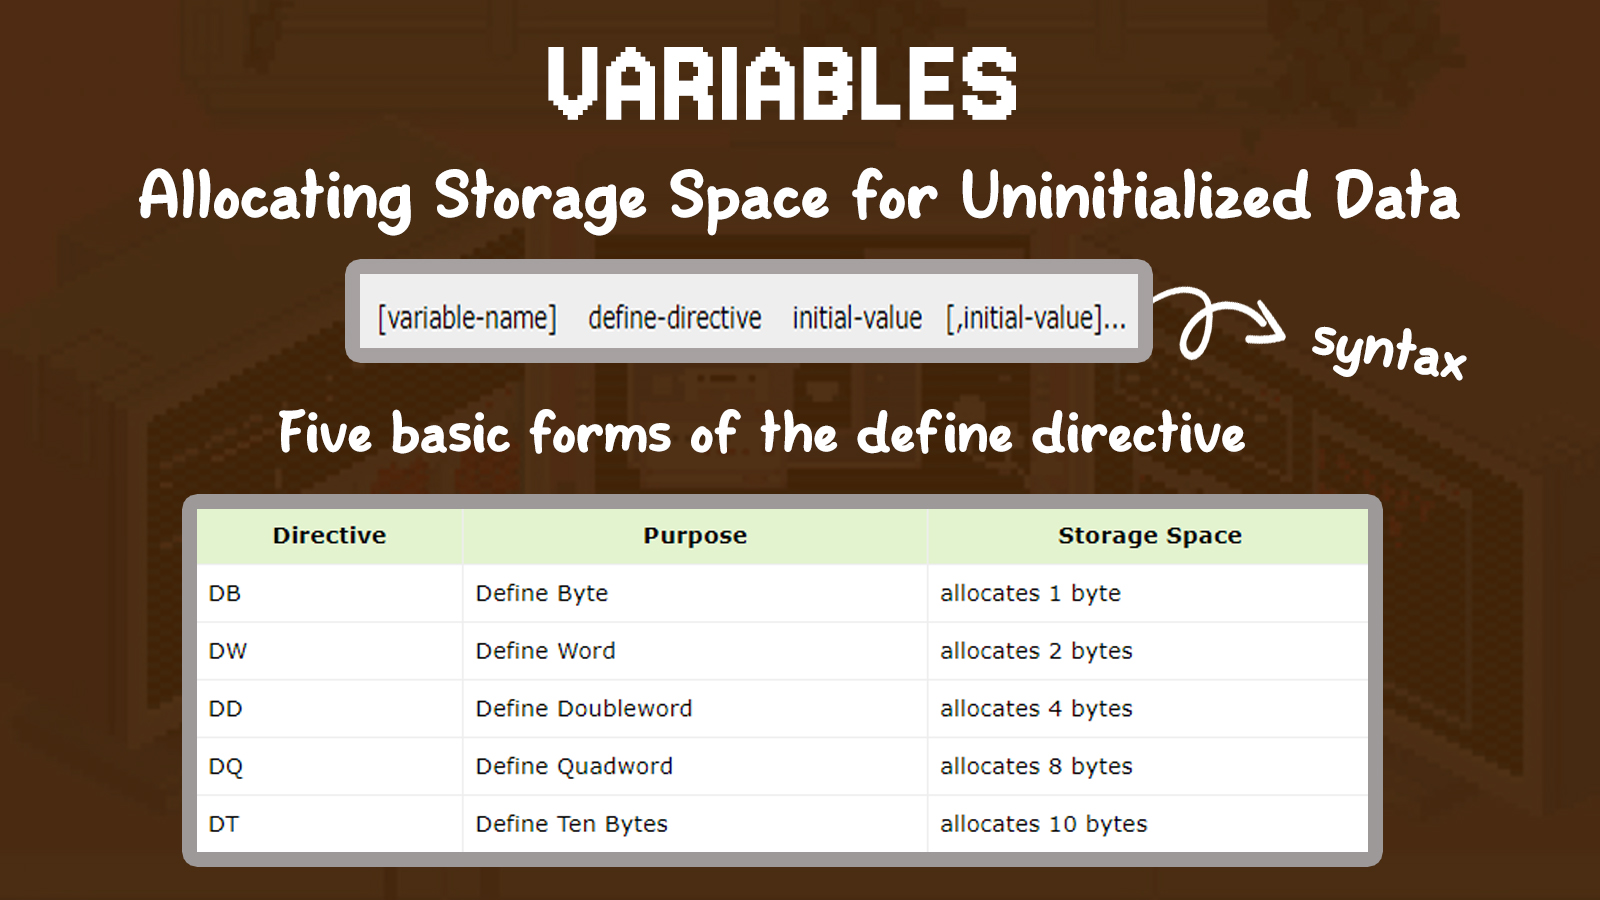 VARIABLES
Allocating Storage Space for Uninitialized Data
[variable-name] define-directive initial-value [,initial-value]...
syntax
Five basic forms of the define directive
Directive Purpose Storage Space
DB Define Byte allocates 1 byte
DW Define Word allocates 2 bytes
DD Define Doubleword allocates 4 bytes
DQ Define Quadword allocates 8 bytes
DT Define Ten Bytes allocates 10 bytes